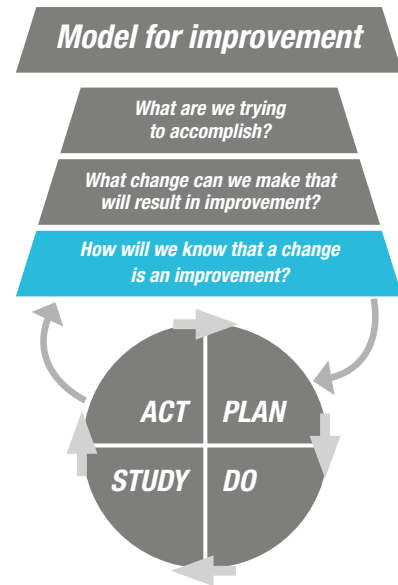 Model for improvement
What are we trying
to accomplish?
What change can we make that
will result in improvement?
How will we know that a change
is an improvement?
ACT PLAN
STUDY DO